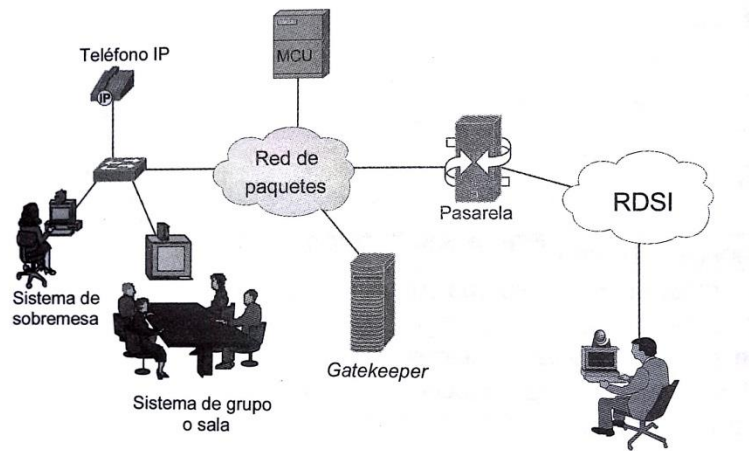 Teléfono IP
IP
MCU
Red de
paquetes
Pasarela
RDSI
Sistema de
sobremesa
Gatekeeper
Sistema de grupo
o sala